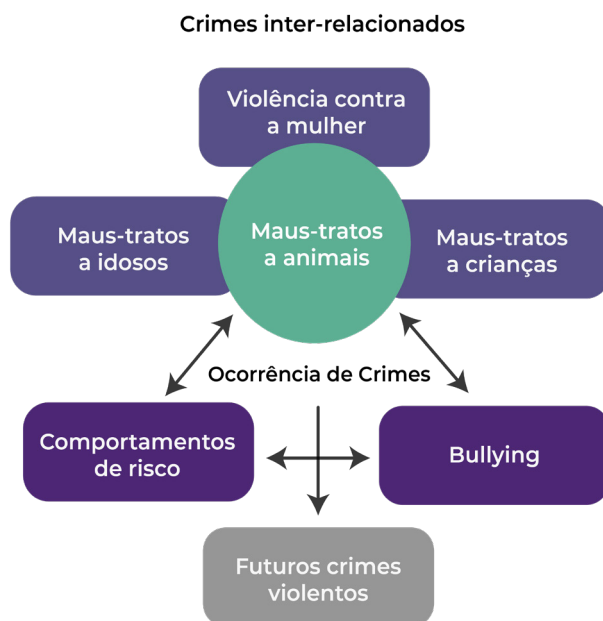 Crimes inter-relacionados
Violência contra
a mulher
Maus-tratos
a idosos
Maus-tratos
a animais
Maus-tratos
a crianças
Ocorrência de Crimes
Comportamentos
de risco
Bullying
Futuros crimes
violentos